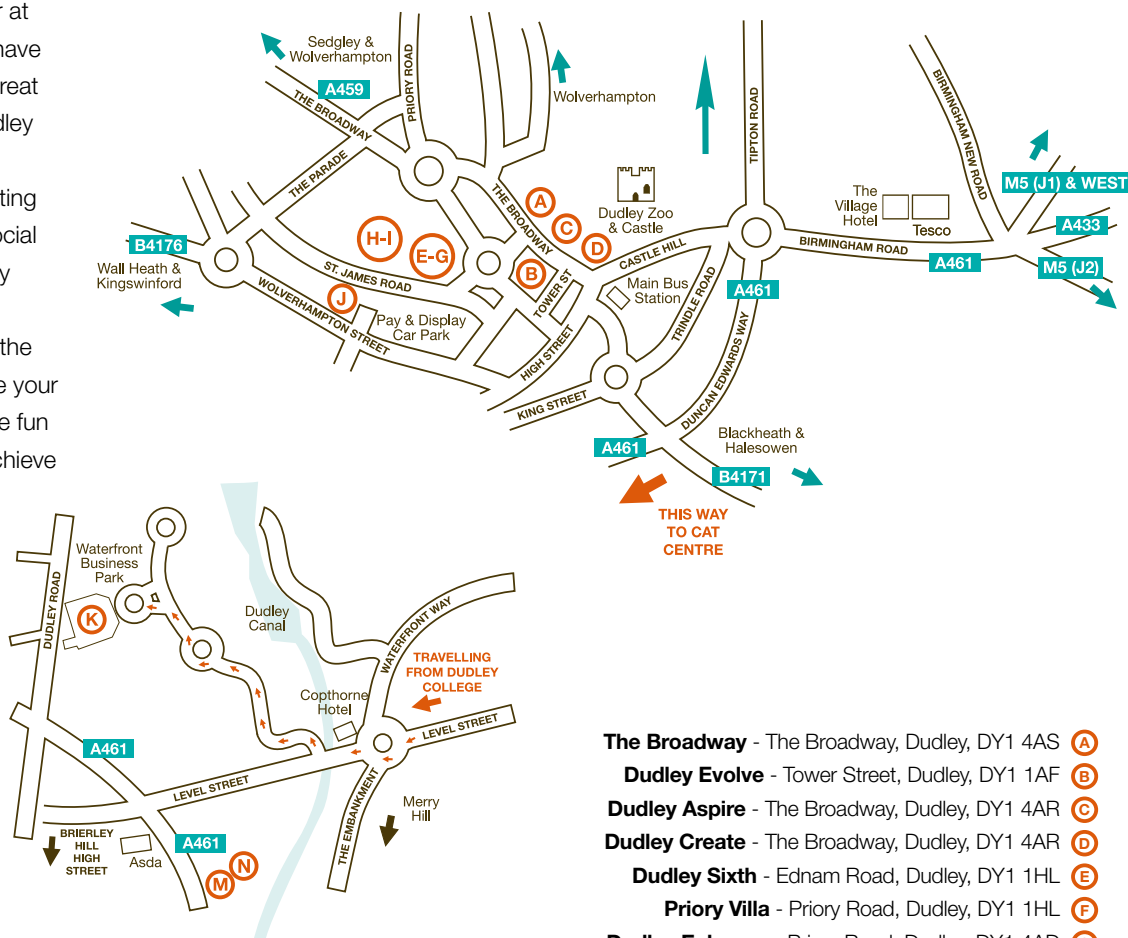 r at
have
reat
dley
ting
ocial
y
the
e your
e fun
chieve
Sedgley &
Wolverhampton
A459
THE BROADWAY
PRIORY ROAD
Wolverhampton
THE PARADE
THE BROADWAY
A
C
D
B
H-I
E-G
J
Dudley Zoo
& Castle
TIPTON ROAD
The
Village
Hotel
Tesco
BIRMINGHAM NEW ROAD
M5 (J1) & WEST
A433
M5 (J2)
BIRMINGHAM ROAD
A461
B4176
Wall Heath &
Kingswinford
ST. JAMES ROAD
WOLVERHAMPTON STREET
Pay & Display
Car Park
TOWER ST
CASTLE HILL
Main Bus
Station
TRINDLE ROAD
A461
DUNCAN EDWARDS WAY
HIGH STREET
KING STREET
A461
Blackheath &
Halesowen
B4171
THIS WAY
TO CAT
CENTRE
Waterfront
Business
Park
DUDLEY ROAD
K
Dudley
Canal
WATERFRONT WAY
TRAVELLING
FROM DUDLEY
COLLEGE
Copthorne
Hotel
LEVEL STREET
A461
LEVEL STREET
THE EMBANKMENT
Merry
Hill
BRIERLEY
HILL
HIGH
STREET
Asda
A461
M
N
The Broadway - The Broadway, Dudley, DY1 4AS A
Dudley Evolve - Tower Street, Dudley, DY1 1AF B
Dudley Aspire - The Broadway, Dudley, DY1 4AR C
Dudley Create - The Broadway, Dudley, DY1 4AR D
Dudley Sixth - Ednam Road, Dudley, DY1 1HL E
Priory Villa - Priory Road, Dudley, DY1 1HL F